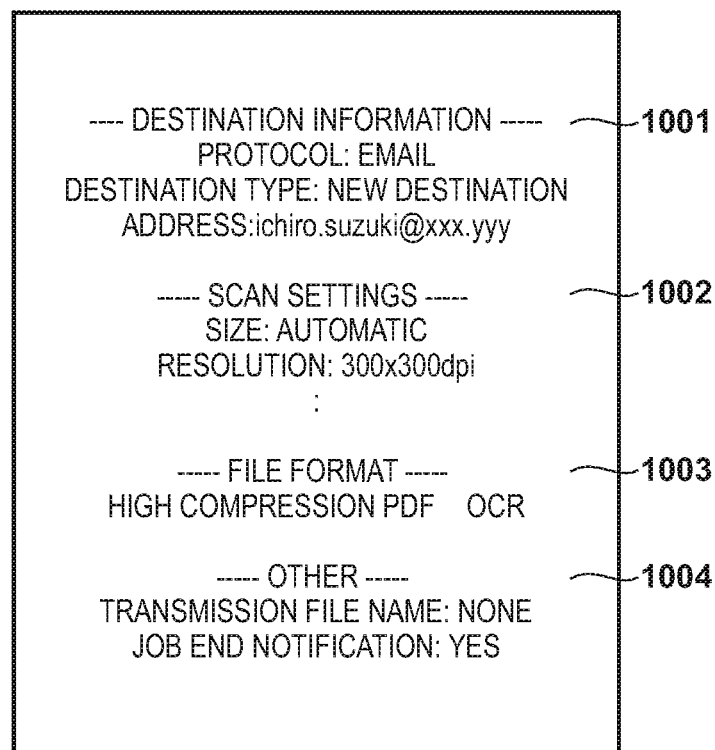 ---- DESTINATION INFORMATION ----- 1001
PROTOCOL: EMAIL
DESTINATION TYPE: NEW DESTINATION
ADDRESS:ichiro.suzuki@xxx.yyy
----- SCAN SETTINGS ----- 1002
SIZE: AUTOMATIC
RESOLUTION: 300x300dpi
:
----- FILE FORMAT ----- 1003
HIGH COMPRESSION PDF OCR
----- OTHER ----- 1004
TRANSMISSION FILE NAME: NONE
JOB END NOTIFICATION: YES